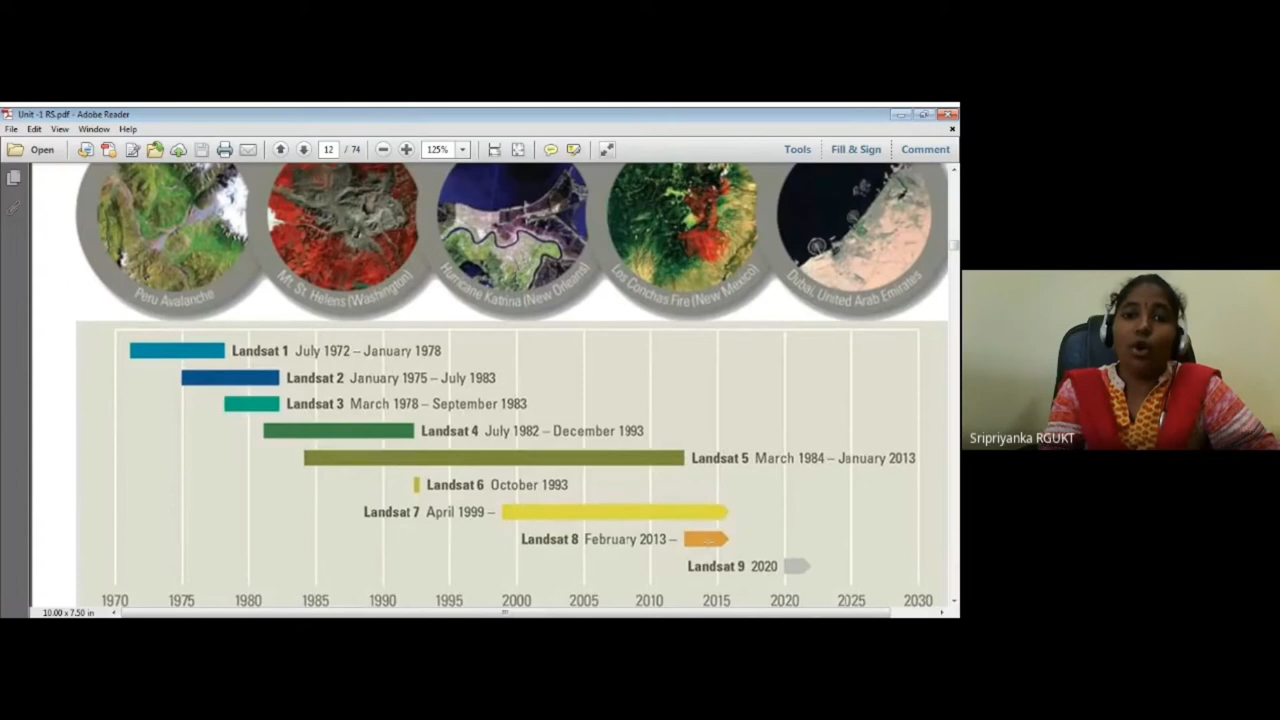 Unit -1 RS.pdf - Adobe Reader
File Edit View Window Help
Open 12 / 74 125% Tools Fill & Sign Comment
Peru Avalanche
Mt. St. Helens (Washington)
Hurricane Katrina (New Orleans)
Los Conchas Fire (New Mexico)
Dubai, United Arab Emirates
Landsat 1 July 1972 – January 1978
Landsat 2 January 1975 – July 1983
Landsat 3 March 1978 – September 1983
Landsat 4 July 1982 – December 1993
Landsat 5 March 1984 – January 2013
Landsat 6 October 1993
Landsat 7 April 1999 –
Landsat 8 February 2013 –
Landsat 9 2020
1970 1975 1980 1985 1990 1995 2000 2005 2010 2015 2020 2025 2030
10.00 x 7.50 in
Sripriyanka RGUKT